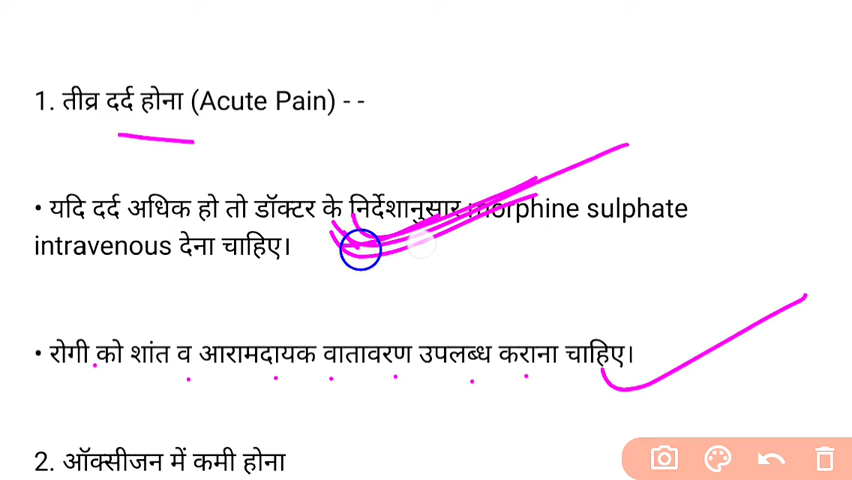 1. तीव्र दर्द होना (Acute Pain) - -
• यदि दर्द अधिक हो तो डॉक्टर के निर्देशानुसार morphine sulphate
intravenous देना चाहिए।
• रोगी को शांत व आरामदायक वातावरण उपलब्ध कराना चाहिए।
2. ऑक्सीजन में कमी होना